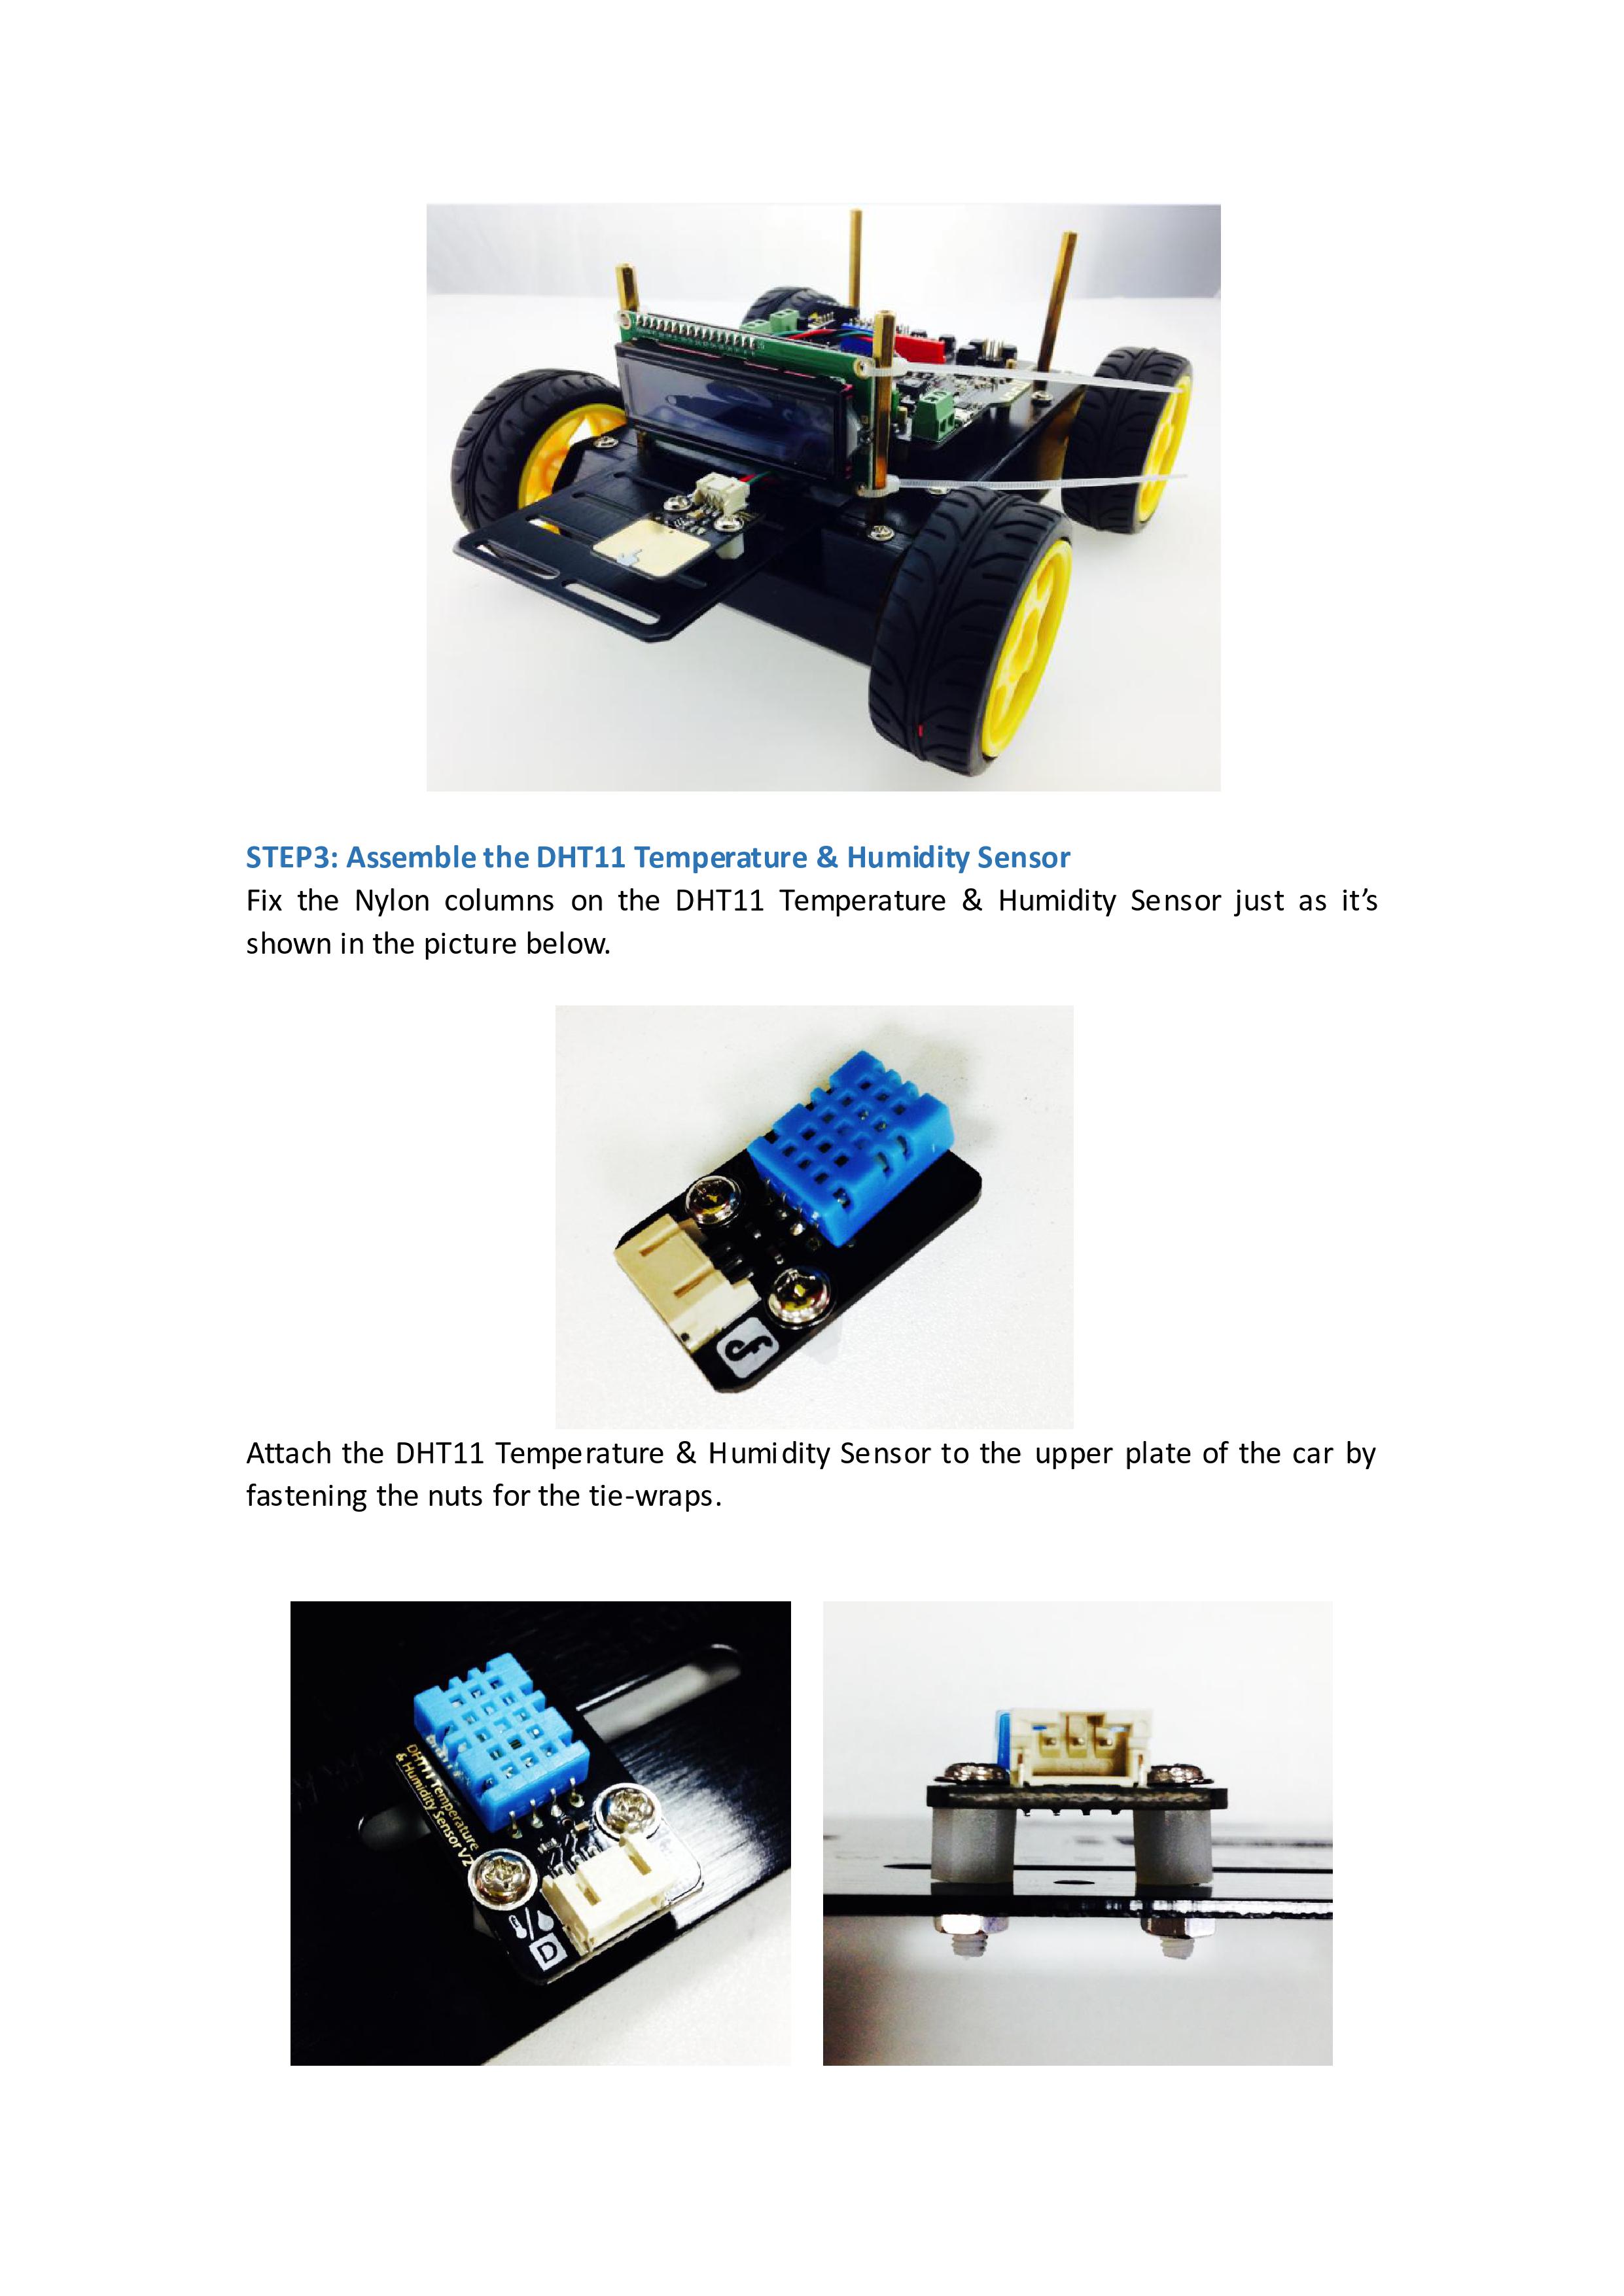 STEP3: Assemble the DHT11 Temperature & Humidity Sensor
Fix the Nylon columns on the DHT11 Temperature & Humidity Sensor just as it’s
shown in the picture below.
Attach the DHT11 Temperature & Humidity Sensor to the upper plate of the car by
fastening the nuts for the tie-wraps.
DHT11 Temperature
& Humidity Sensor V2
D